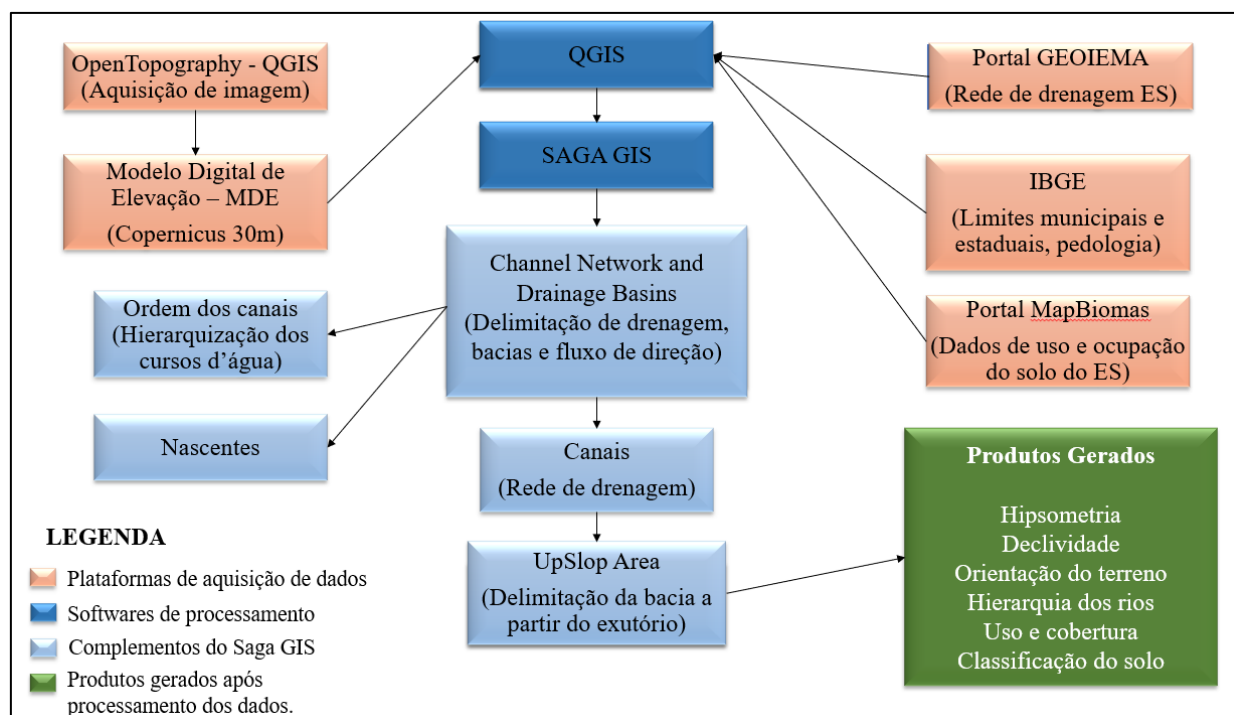 OpenTopography - QGIS
(Aquisição de imagem)
Modelo Digital de
Elevação – MDE
(Copernicus 30m)
QGIS
SAGA GIS
Portal GEOIEMA
(Rede de drenagem ES)
IBGE
(Limites municipais e
estaduais, pedologia)
Portal MapBiomas
(Dados de uso e ocupação
do solo do ES)
Channel Network and
Drainage Basins
(Delimitação de drenagem,
bacias e fluxo de direção)
Ordem dos canais
(Hierarquização dos
cursos d’água)
Nascentes
Canais
(Rede de drenagem)
UpSlop Area
(Delimitação da bacia a
partir do exutório)
Produtos Gerados
Hipsometria
Declividade
Orientação do terreno
Hierarquia dos rios
Uso e cobertura
Classificação do solo
LEGENDA
Plataformas de aquisição de dados
Softwares de processamento
Complementos do Saga GIS
Produtos gerados após
processamento dos dados.